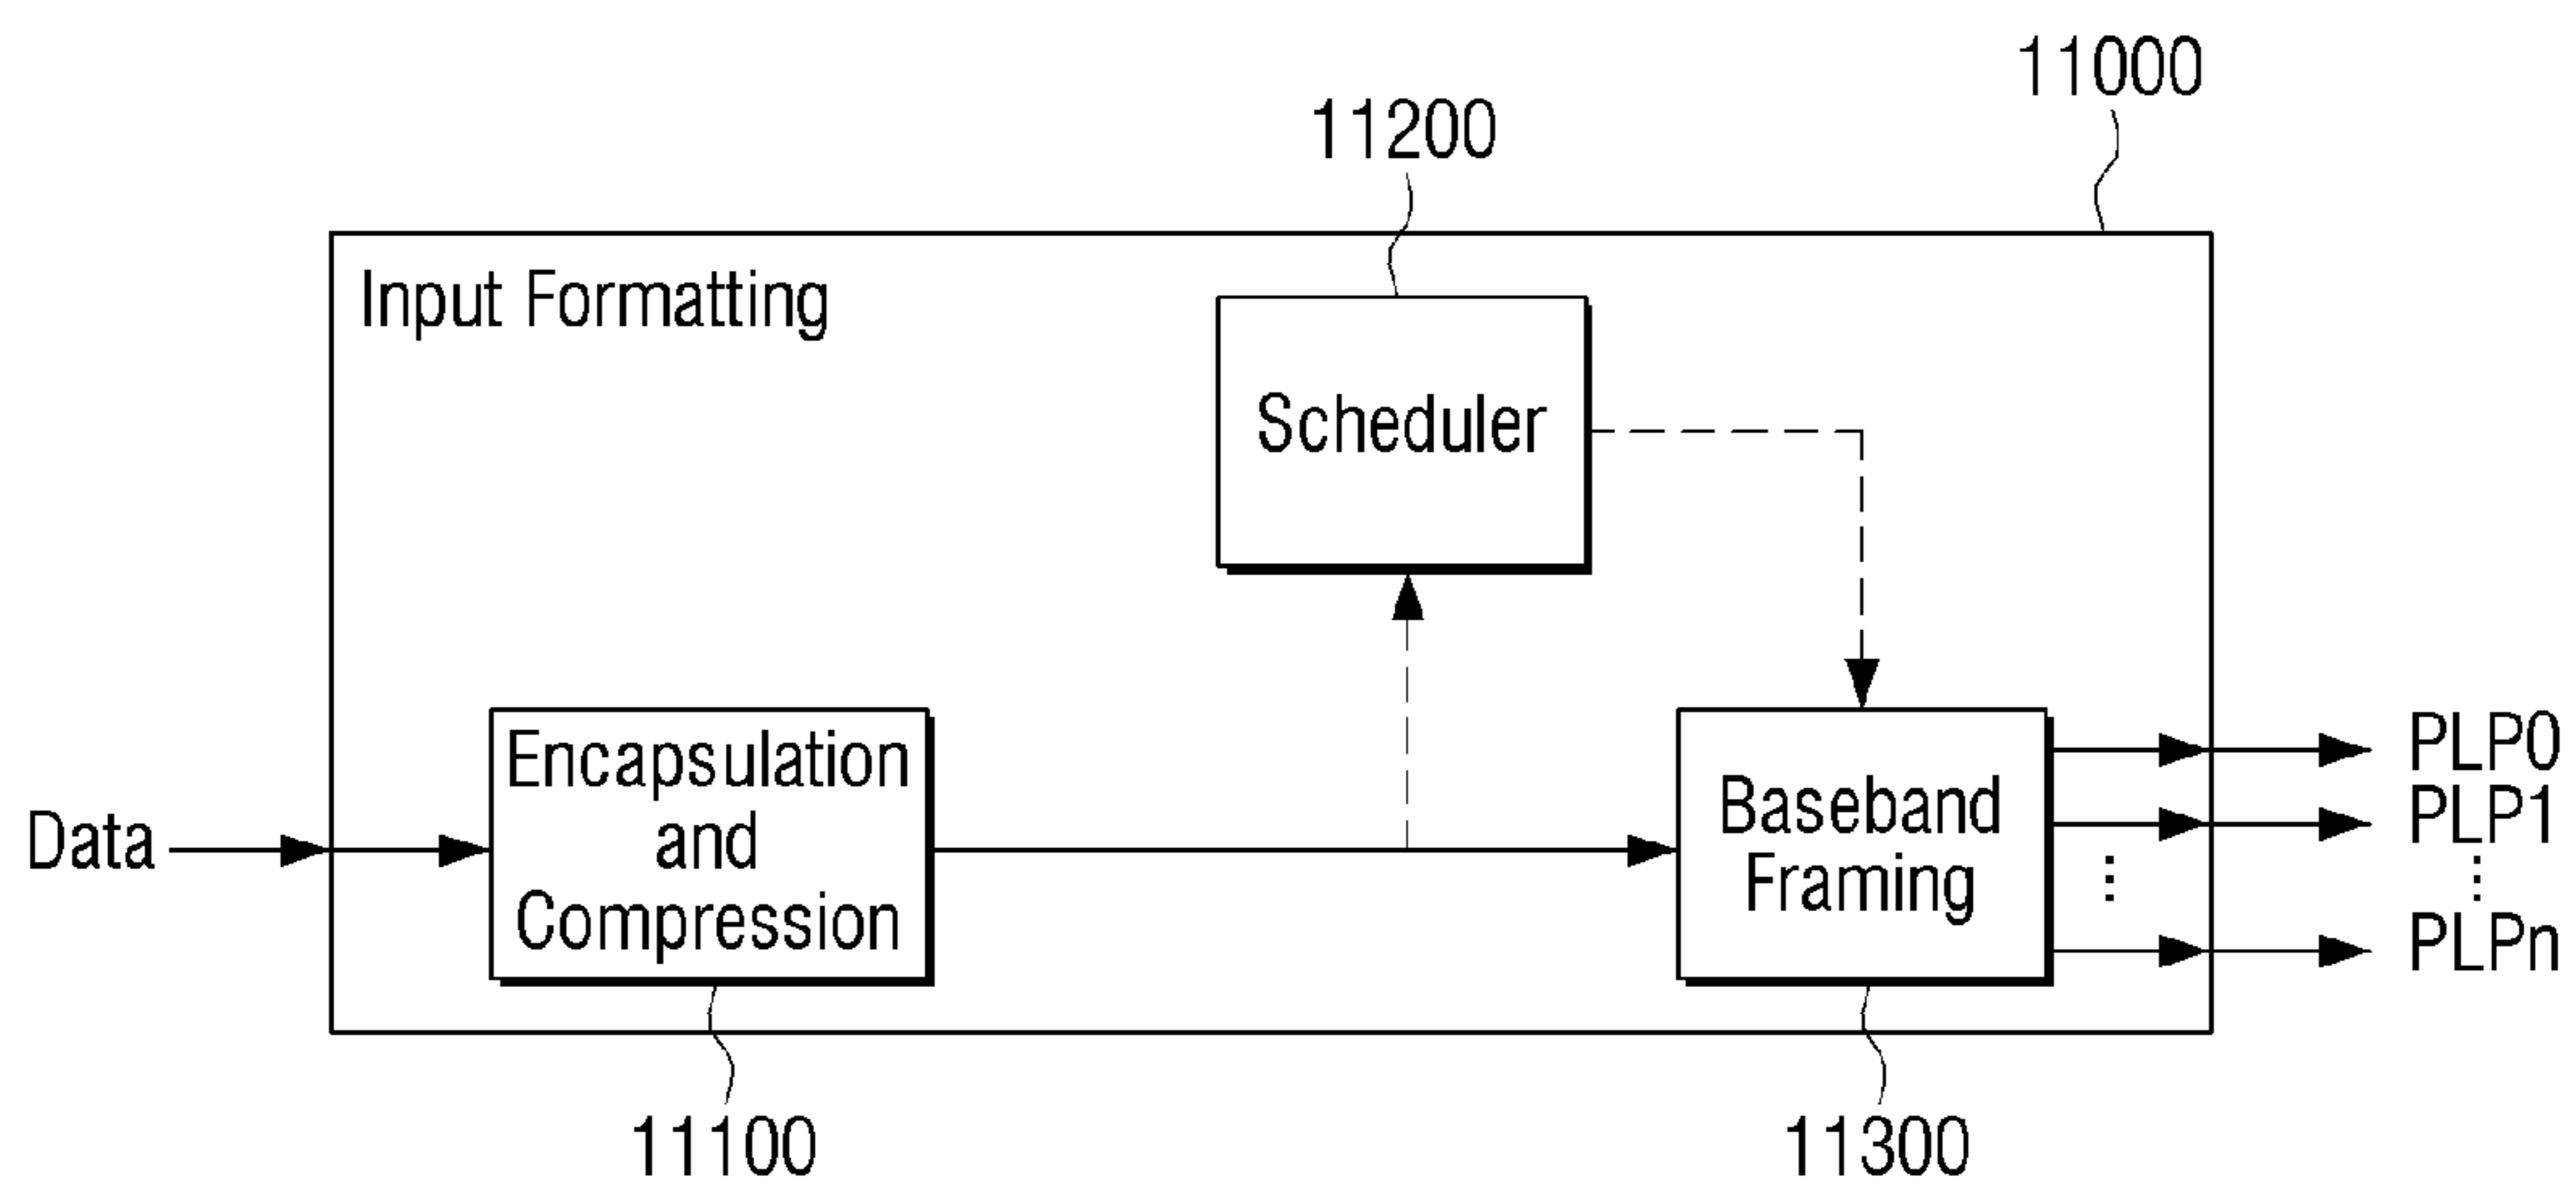 11000
11200
Input Formatting
Scheduler
Encapsulation
and
Compression
Data
Baseband
Framing
PLP0
PLP1
⋮
⋮
PLPn
11100
11300